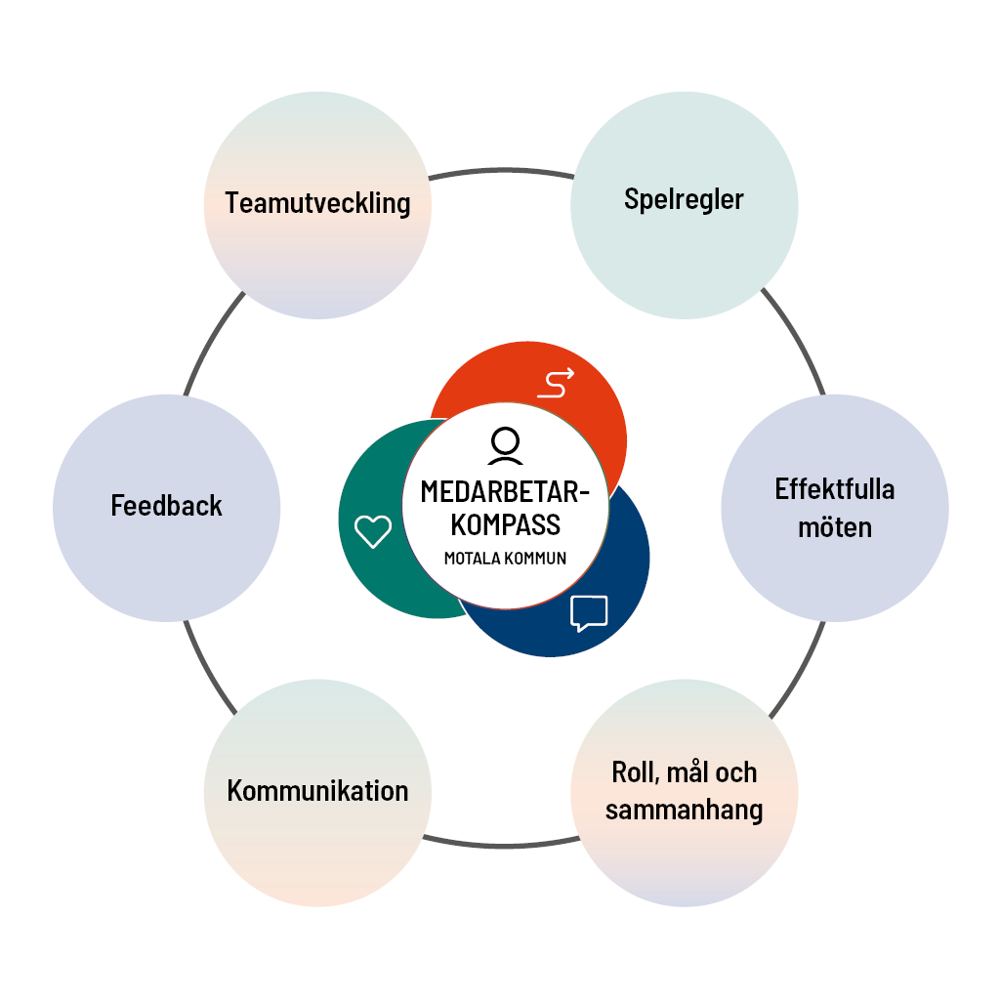 Teamutveckling
Spelregler
Feedback
MEDARBETAR-
KOMPASS
MOTALA KOMMUN
Effektfulla
möten
Kommunikation
Roll, mål och
sammanhang